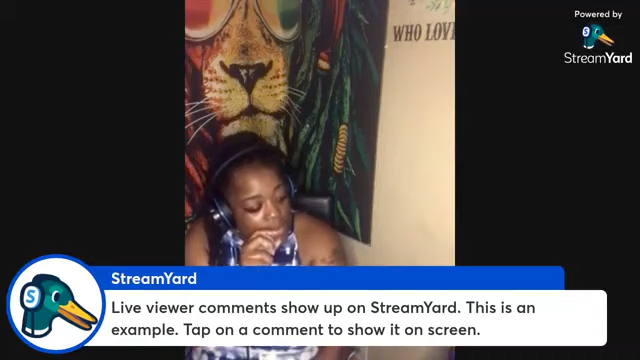 Powered by
StreamYard
WHO LOVE
StreamYard
Live viewer comments show up on StreamYard. This is an
example. Tap on a comment to show it on screen.